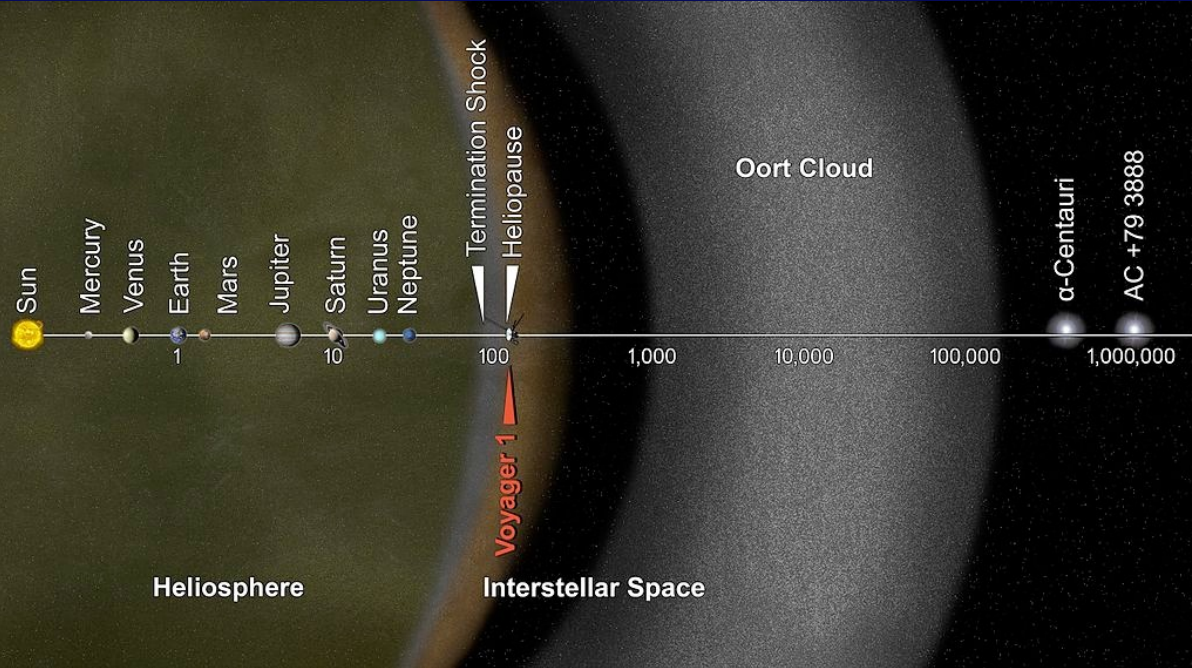 Sun
Mercury
Venus
Earth
Mars
Jupiter
Saturn
Uranus
Neptune
Termination Shock
Heliopause
Oort Cloud
α-Centauri
AC +79 3888
1
10
100
1,000
10,000
100,000
1,000,000
Voyager 1
Heliosphere
Interstellar Space